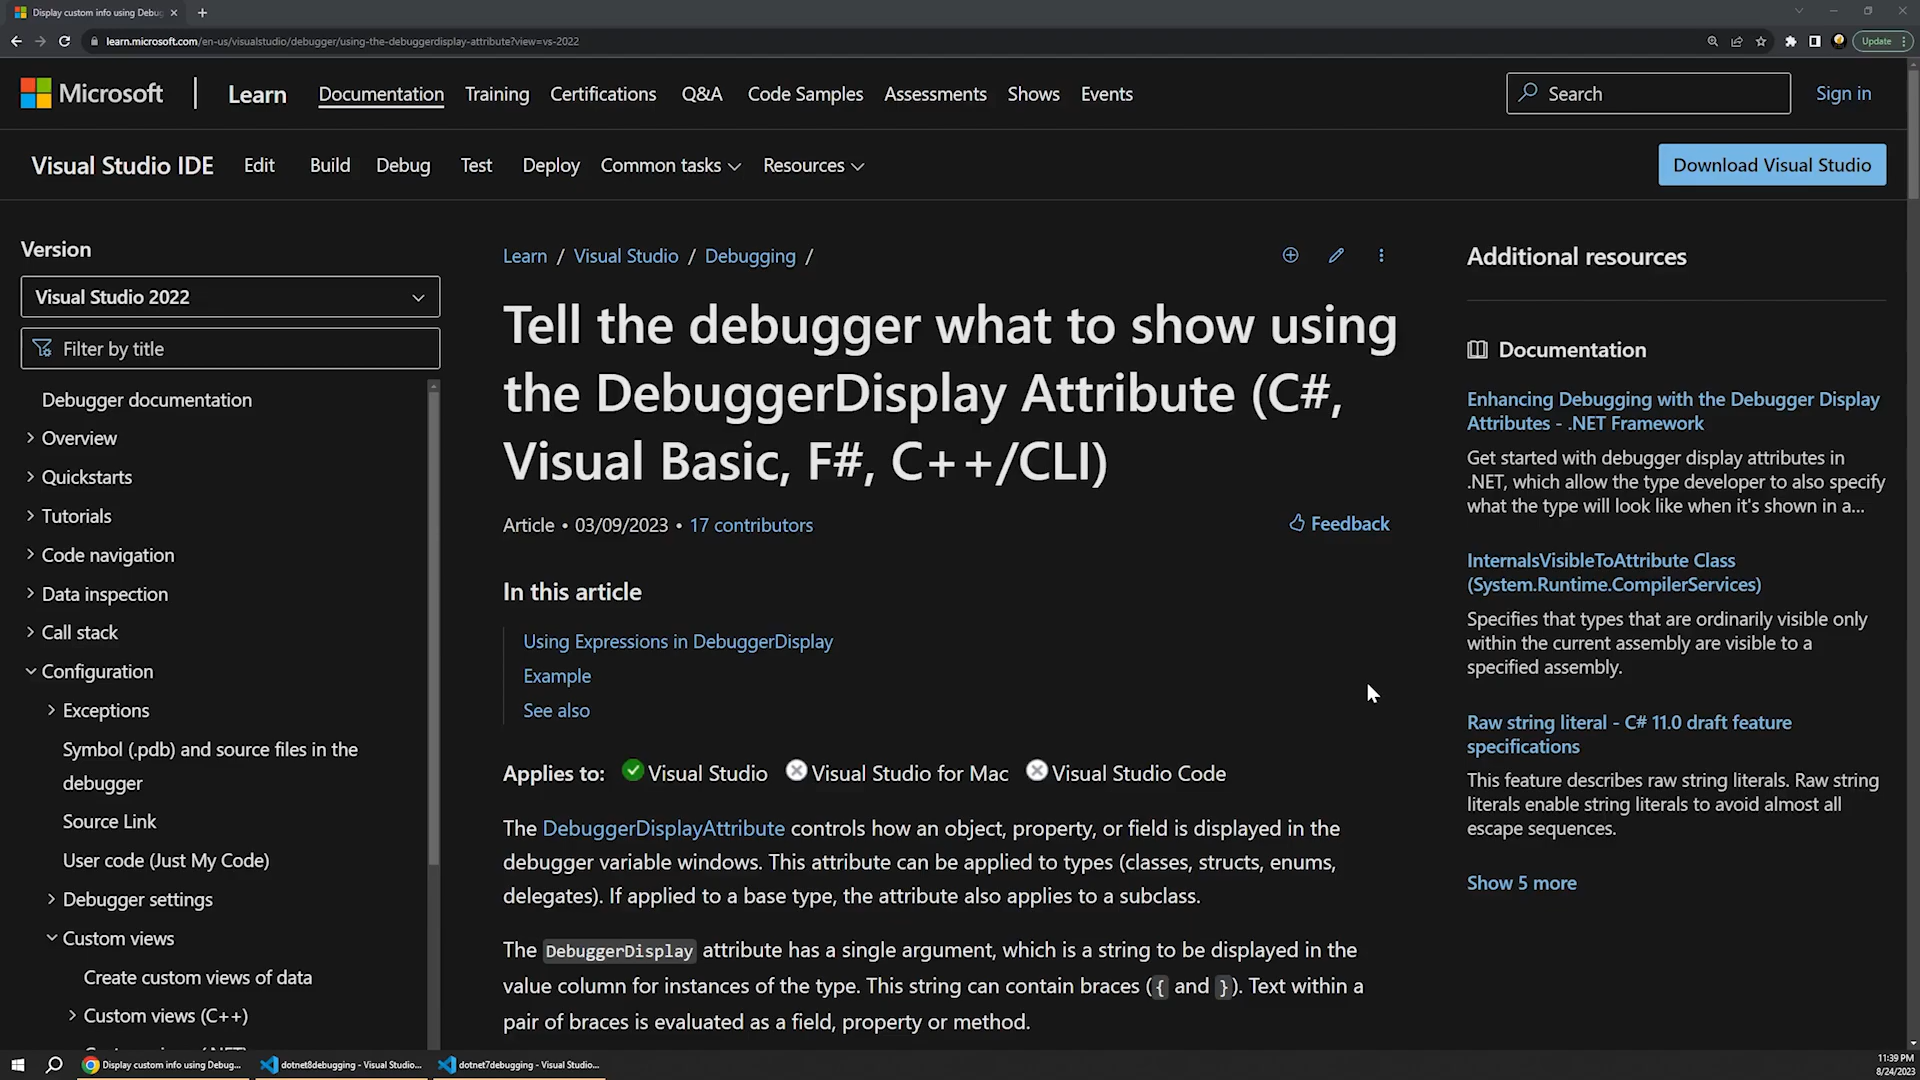 Display custom info using Debug
learn.microsoft.com/en-us/visualstudio/debugger/using-the-debuggerdisplay-attribute?view=vs-2022
Update
Microsoft
Learn
Documentation
Training
Certifications
Q&A
Code Samples
Assessments
Shows
Events
Search
Sign in
Visual Studio IDE
Edit
Build
Debug
Test
Deploy
Common tasks
Resources
Download Visual Studio
Version
Visual Studio 2022
Filter by title
Debugger documentation
Overview
Quickstarts
Tutorials
Code navigation
Data inspection
Call stack
Configuration
Exceptions
Symbol (.pdb) and source files in the
debugger
Source Link
User code (Just My Code)
Debugger settings
Custom views
Create custom views of data
Custom views (C++)
Learn / Visual Studio / Debugging /
Tell the debugger what to show using
the DebuggerDisplay Attribute (C#,
Visual Basic, F#, C++/CLI)
Article • 03/09/2023 • 17 contributors
Feedback
In this article
Using Expressions in DebuggerDisplay
Example
See also
Applies to: Visual Studio Visual Studio for Mac Visual Studio Code
The DebuggerDisplayAttribute controls how an object, property, or field is displayed in the
debugger variable windows. This attribute can be applied to types (classes, structs, enums,
delegates). If applied to a base type, the attribute also applies to a subclass.
The DebuggerDisplay attribute has a single argument, which is a string to be displayed in the
value column for instances of the type. This string can contain braces ({ and }). Text within a
pair of braces is evaluated as a field, property or method.
Additional resources
Documentation
Enhancing Debugging with the Debugger Display
Attributes - .NET Framework
Get started with debugger display attributes in
.NET, which allow the type developer to also specify
what the type will look like when it's shown in a...
InternalsVisibleToAttribute Class
(System.Runtime.CompilerServices)
Specifies that types that are ordinarily visible only
within the current assembly are visible to a
specified assembly.
Raw string literal - C# 11.0 draft feature
specifications
This feature describes raw string literals. Raw string
literals enable string literals to avoid almost all
escape sequences.
Show 5 more
Display custom info using Debug...
dotnet8debugging - Visual Studio...
dotnet7debugging - Visual Studio...
11:39 PM
8/24/2023